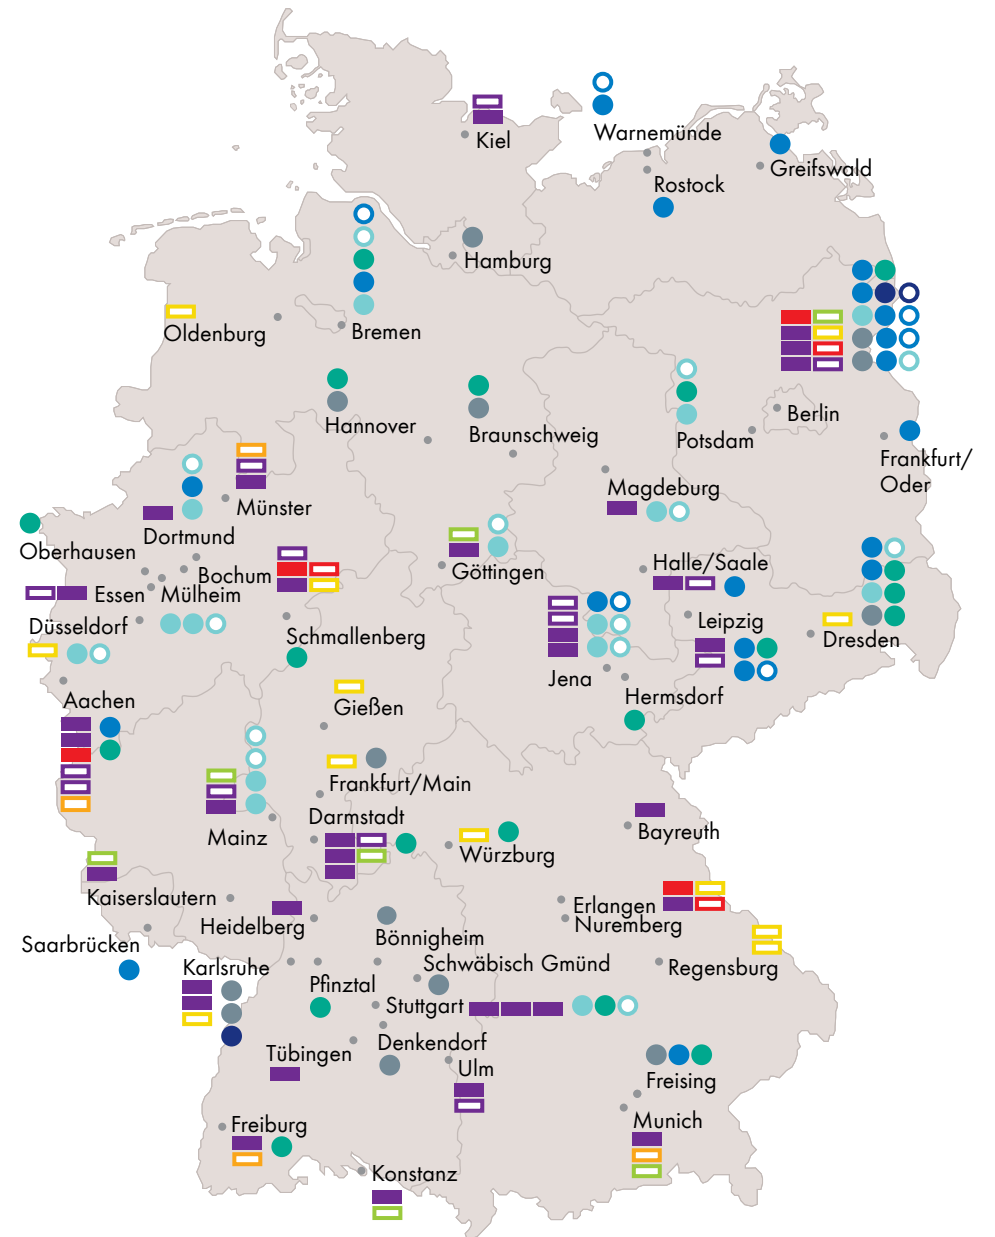 Kiel
Warnemünde
Greifswald
Rostock
Hamburg
Oldenburg
Bremen
Berlin
Hannover
Braunschweig
Potsdam
Frankfurt/
Oder
Magdeburg
Münster
Dortmund
Oberhausen
Halle/Saale
Bochum
Göttingen
Essen
Mülheim
Leipzig
Düsseldorf
Schmallenberg
Dresden
Jena
Hermsdorf
Aachen
Gießen
Frankfurt/Main
Darmstadt
Mainz
Bayreuth
Würzburg
Kaiserslautern
Erlangen
Heidelberg
Nuremberg
Bönnigheim
Saarbrücken
Karlsruhe
Schwäbisch Gmünd
Regensburg
Pfinztal
Stuttgart
Denkendorf
Tübingen
Ulm
Freising
Munich
Freiburg
Konstanz